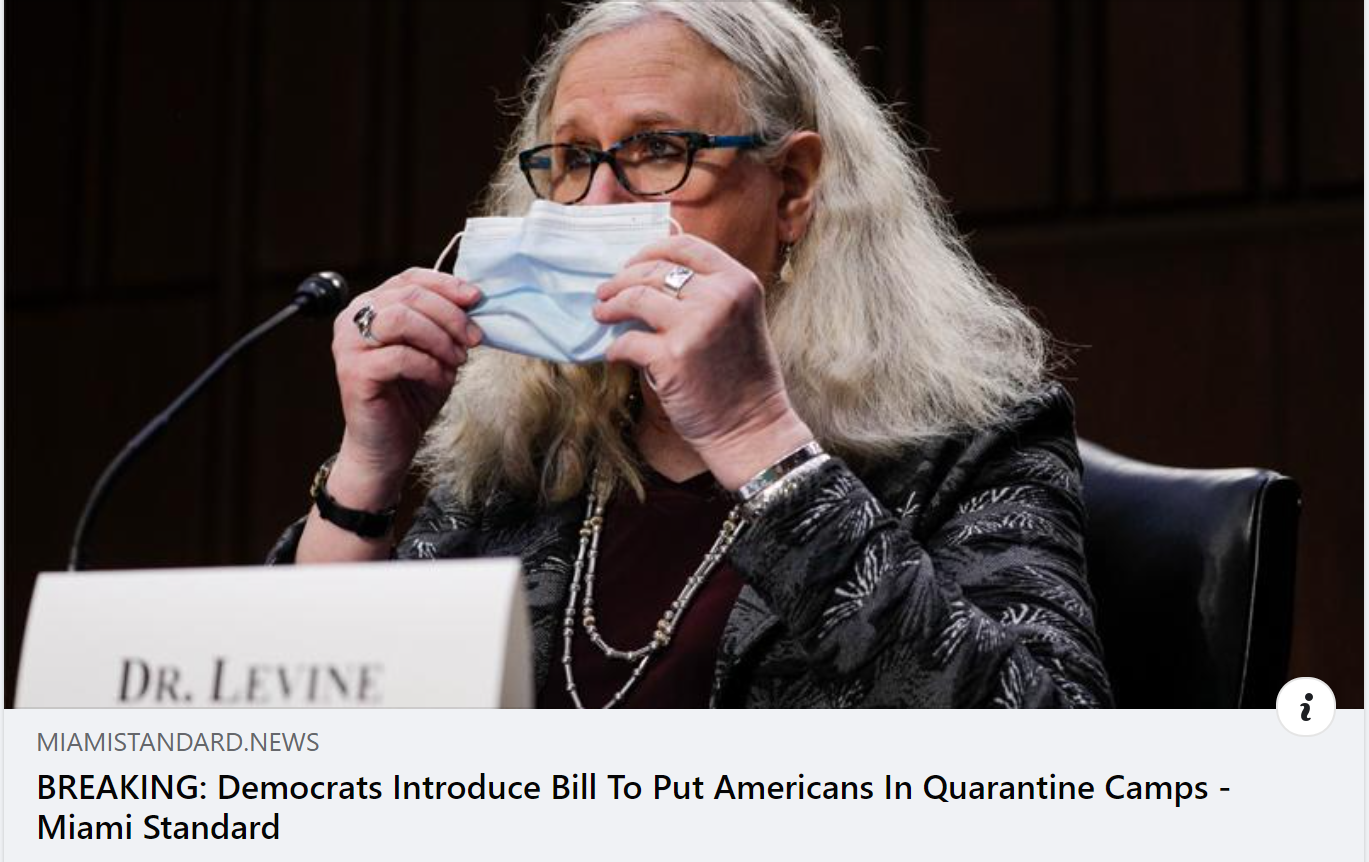 DR. LEVINE
i
MIAMISTANDARD.NEWS
BREAKING: Democrats Introduce Bill To Put Americans In Quarantine Camps -
Miami Standard